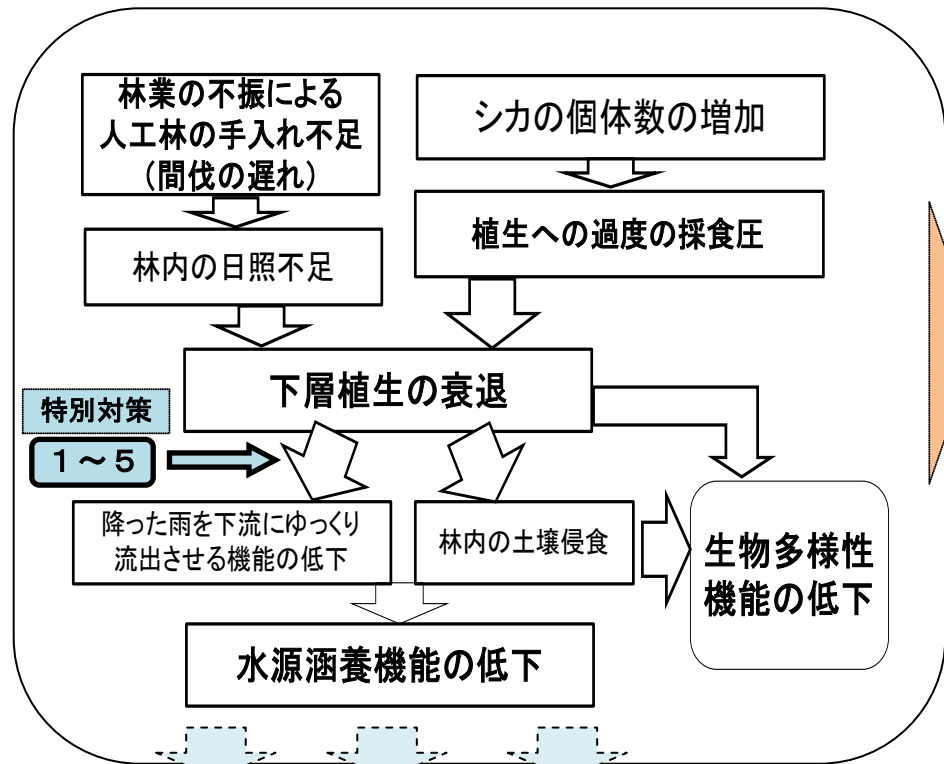 林業の不振による
人工林の手入れ不足
(間伐の遅れ)
シカの個体数の増加
林内の日照不足
植生への過度の採食圧
下層植生の衰退
特別対策
1~5
降った雨を下流にゆっくり
流出させる機能の低下
林内の土壌侵食
生物多様性
機能の低下
水源涵養機能の低下